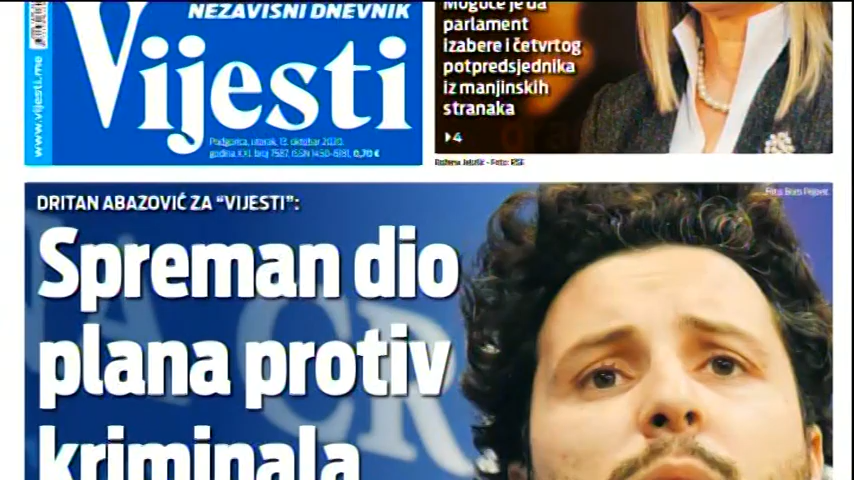 NEZAVISNI DNEVNIK
Vijesti
www.vijesti.me
Podgorica, utorak, 13. oktobar 2020.
godina XXI, broj 7587, ISSN 1450-6181, 0,70 €
Moguće je da
parlament
izabere i četvrtog
potpredsjednika
iz manjinskih
stranaka
4
DRITAN ABAZOVIĆ ZA “VIJESTI”:
Spreman dio
plana protiv
kriminala